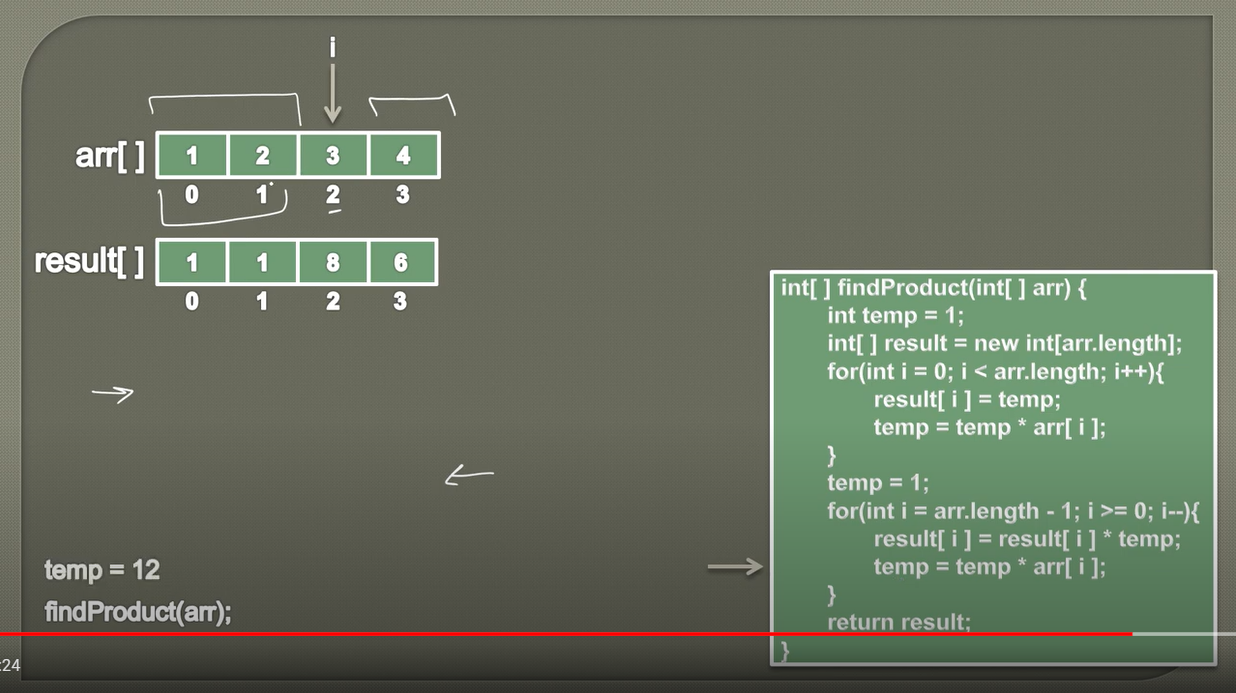 i
arr[ ] 1 2 3 4
0 1 2 3
result[ ] 1 1 8 6
0 1 2 3
int[ ] findProduct(int[ ] arr) {
int temp = 1;
int[ ] result = new int[arr.length];
for(int i = 0; i < arr.length; i++){
result[ i ] = temp;
temp = temp * arr[ i ];
}
temp = 1;
for(int i = arr.length - 1; i >= 0; i--){
result[ i ] = result[ i ] * temp;
temp = temp * arr[ i ];
}
return result;
}
temp = 12
findProduct(arr);
:24